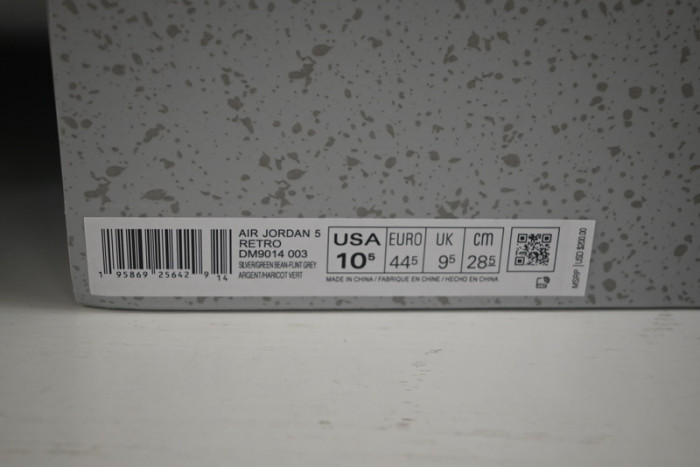 AIR JORDAN 5
RETRO
DM9014 003
SILVER/GREEN BEAN-FLINT GREY
ARGENT/HARICOT VERT
1 95869 25642 9 14
USA EURO UK cm
10⁵ 44⁵ 9⁵ 28⁵
MADE IN CHINA / FABRIQUE EN CHINE / HECHO EN CHINA
MSRP | USD $200.00